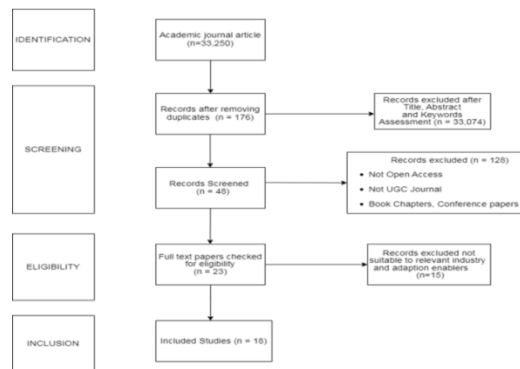 IDENTIFICATION
Academic journal article
(n=33,250)
SCREENING
Records after removing
duplicates (n = 176)
Records excluded after
Title, Abstract
and Keywords
Assessment (n = 33,074)
Records Screened
(n = 48)
Records excluded (n = 128)
• Not Open Access
• Not UGC Journal
• Book Chapters, Conference papers
ELIGIBILITY
Full text papers checked
for eligibility
(n = 23)
Records excluded not
suitable to relevant industry
and adaption enablers
(n=15)
INCLUSION
Included Studies (n = 18)